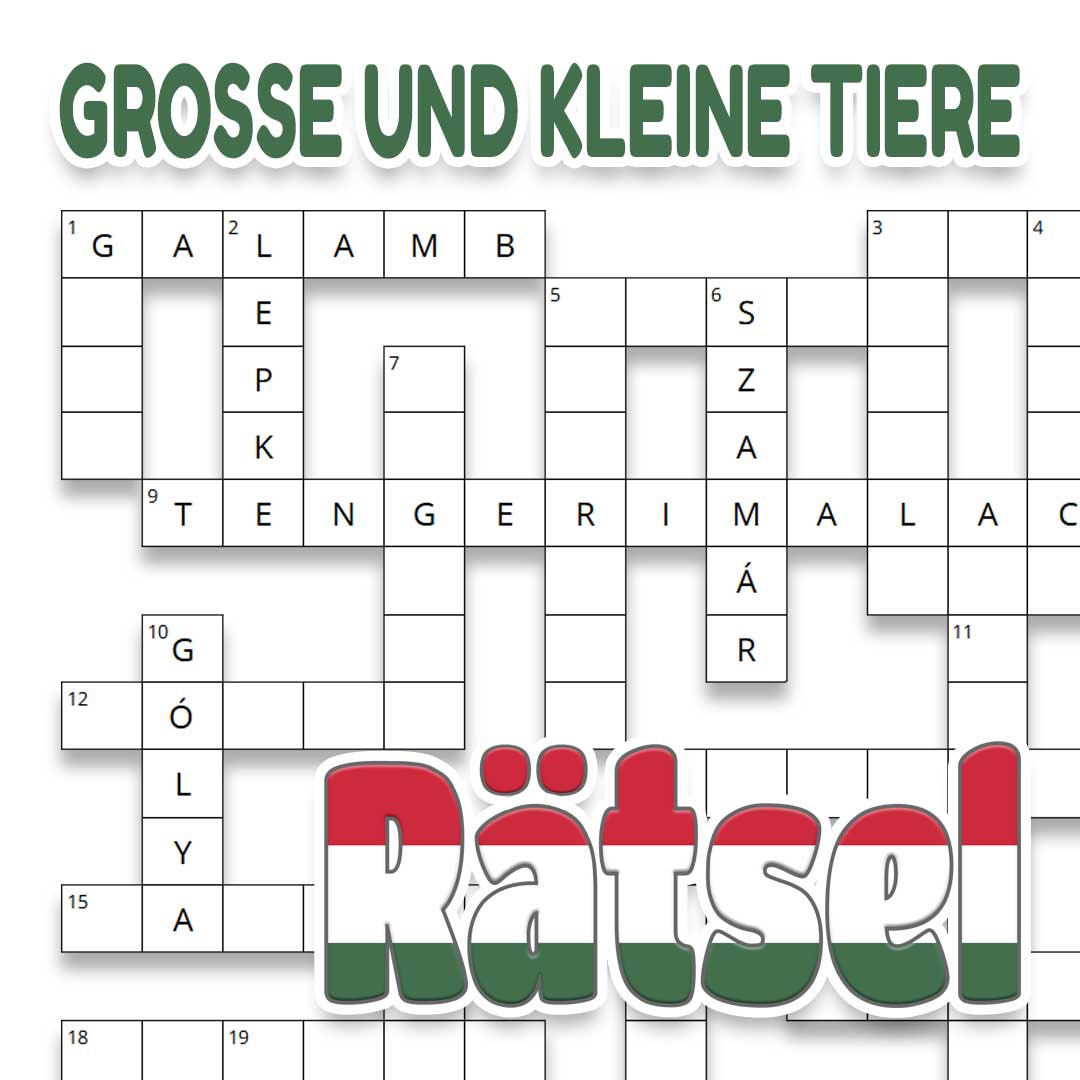 GROSSE UND KLEINE TIERE
1 G A 2 L A M B 3 4
E 5 6 S
P 7 Z
K A
9 T E N G E R I M A L A C
Á
10 G R 11
12 Ó
L
Y
15 A
Rätsel
18 19